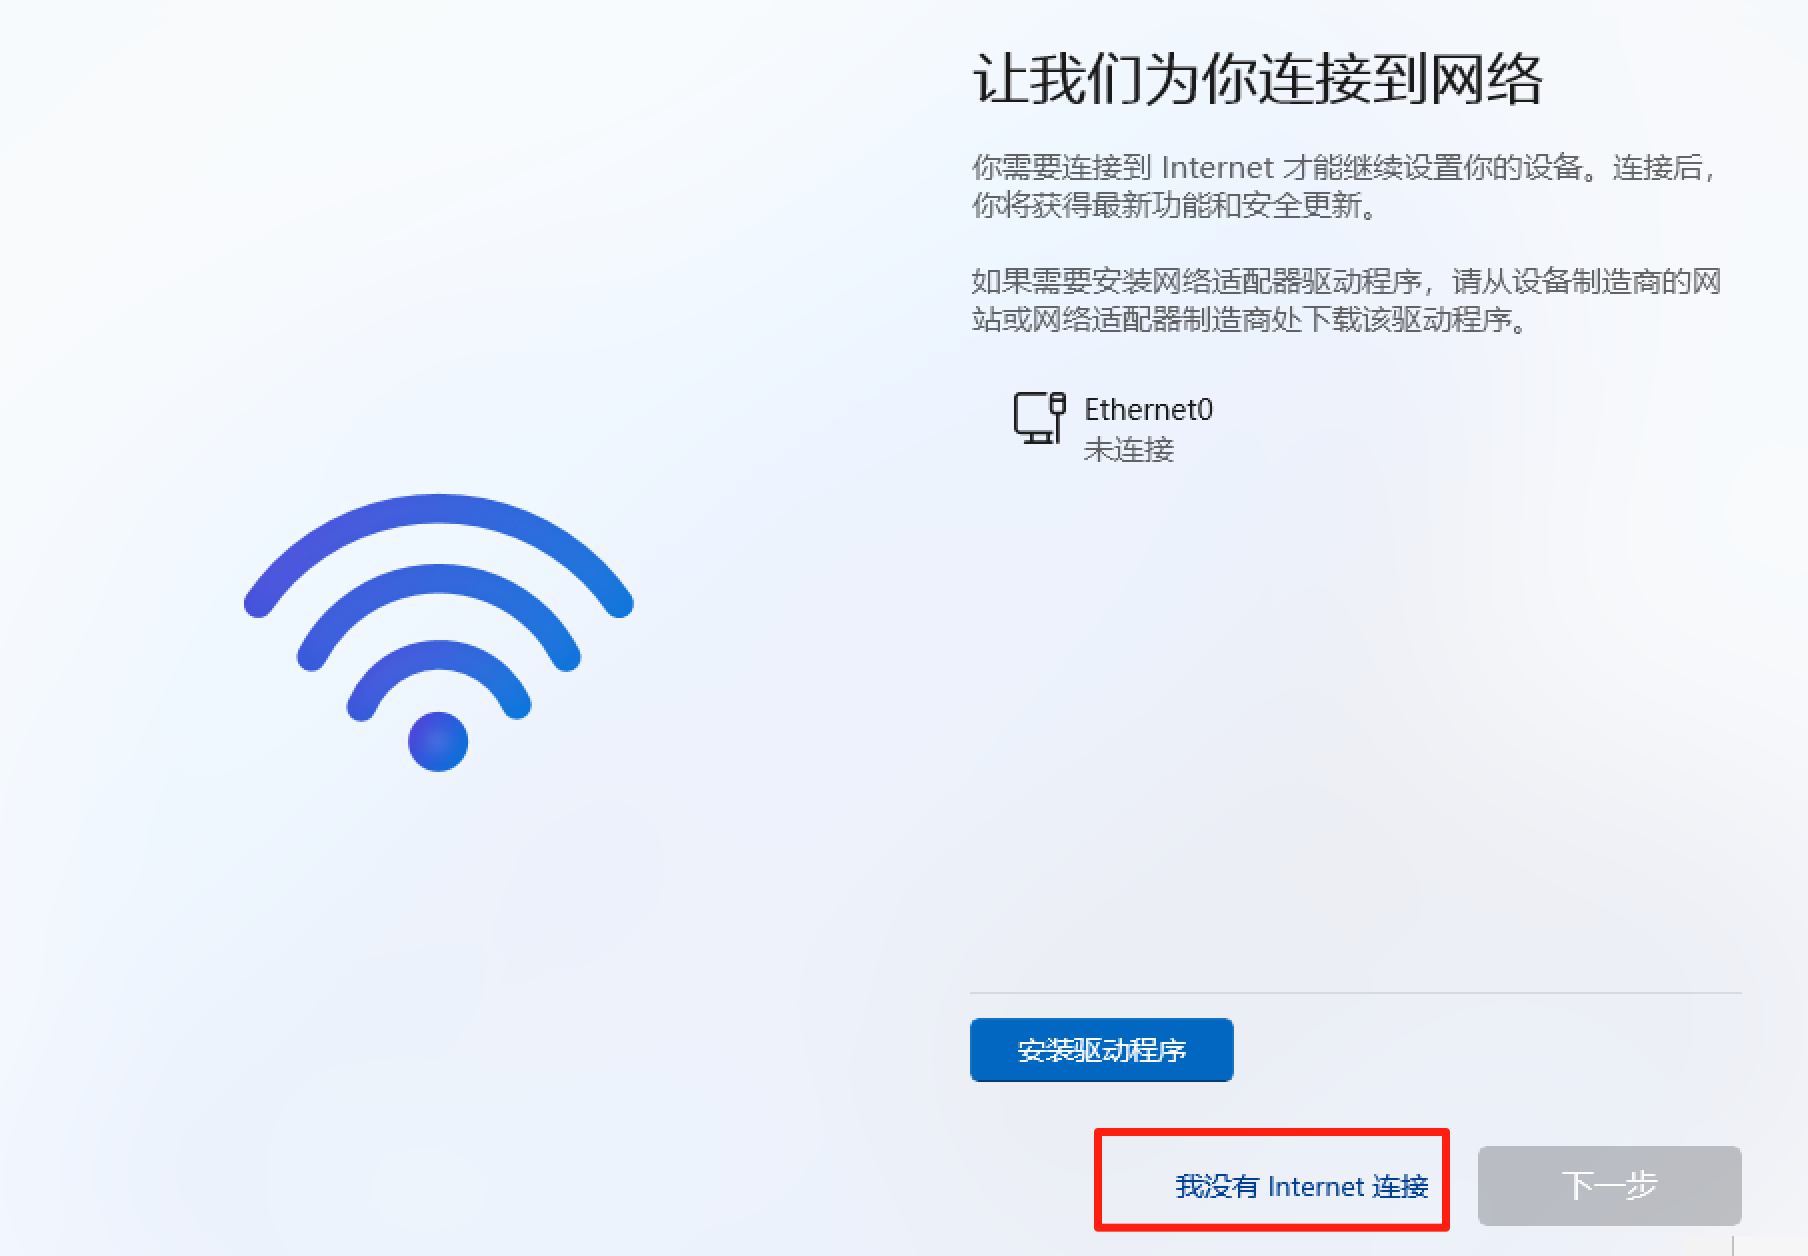 让我们为你连接到网络
你需要连接到 Internet 才能继续设置你的设备。连接后，
你将获得最新功能和安全更新。
如果需要安装网络适配器驱动程序，请从设备制造商的网
站或网络适配器制造商处下载该驱动程序。
Ethernet0
未连接
安装驱动程序
我没有 Internet 连接
下一步